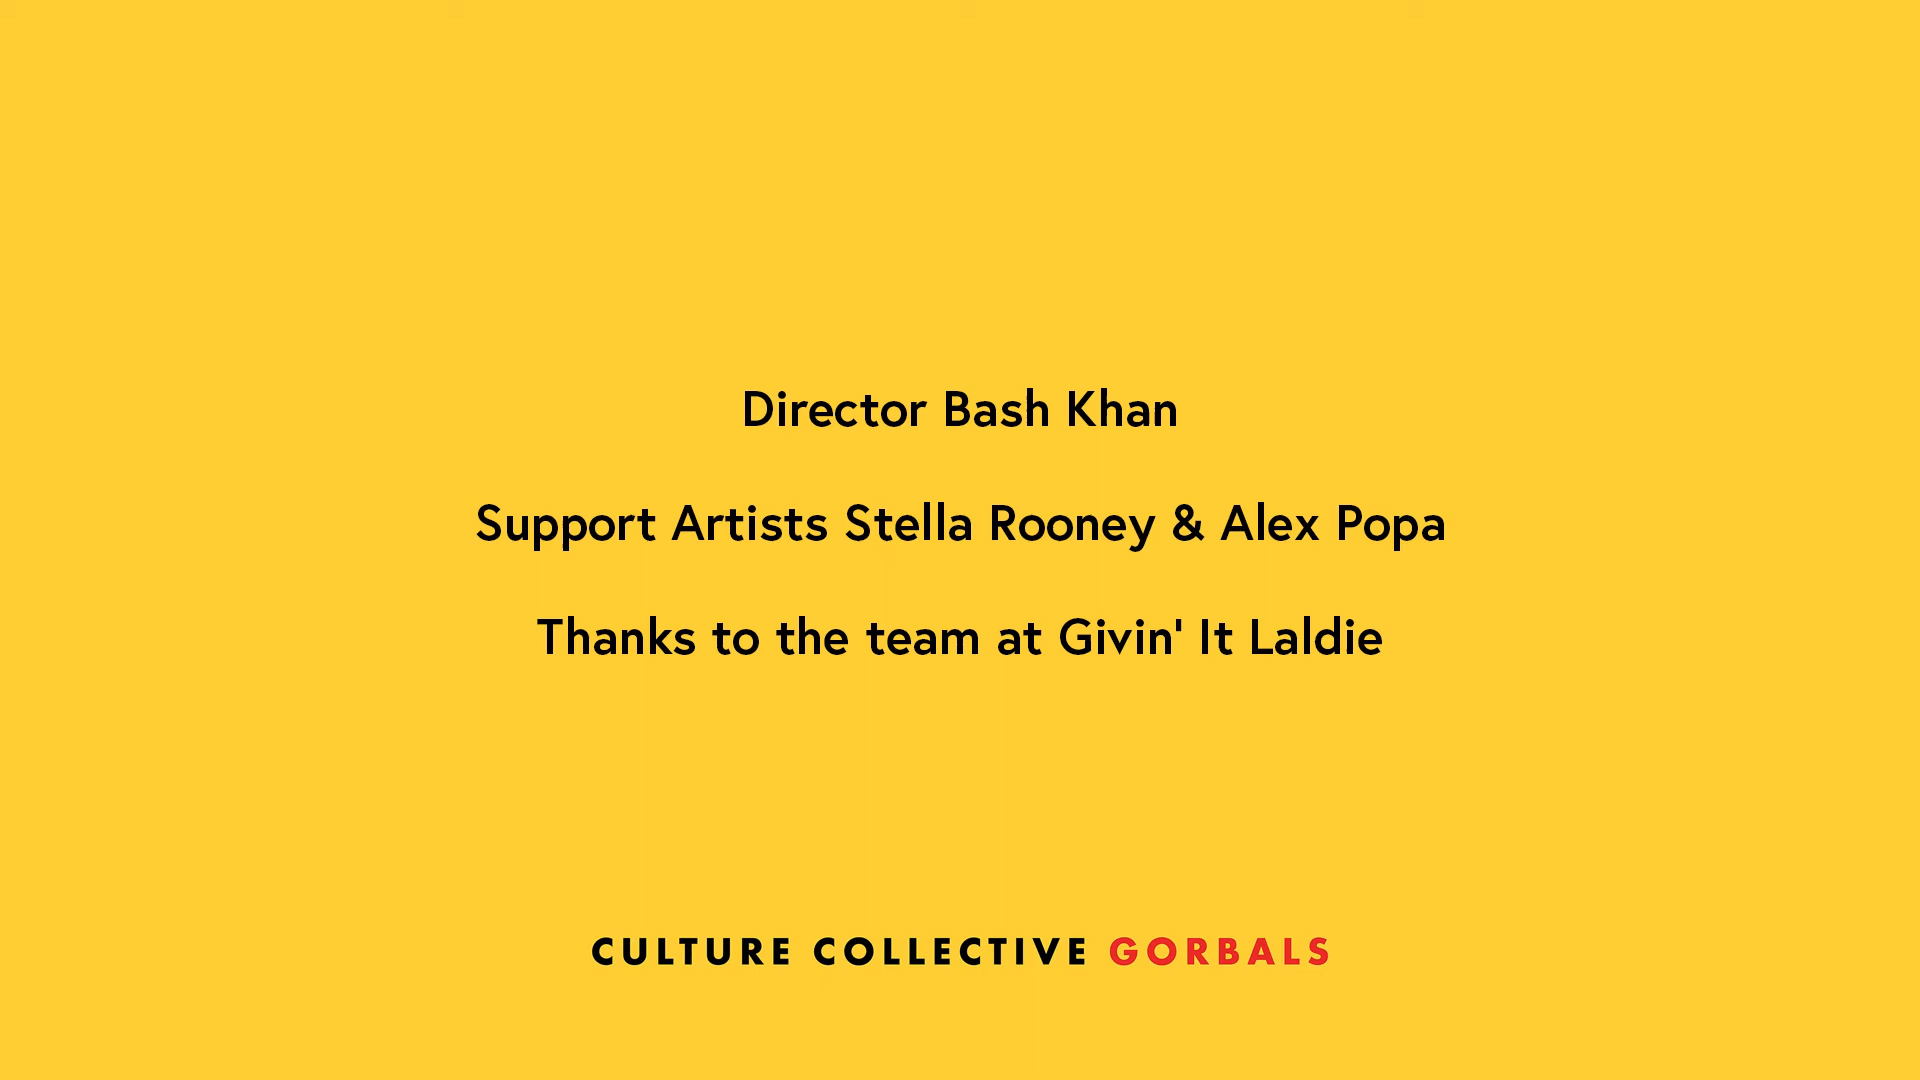 Director Bash Khan
Support Artists Stella Rooney & Alex Popa
Thanks to the team at Givin' It Laldie
CULTURE COLLECTIVE GORBALS